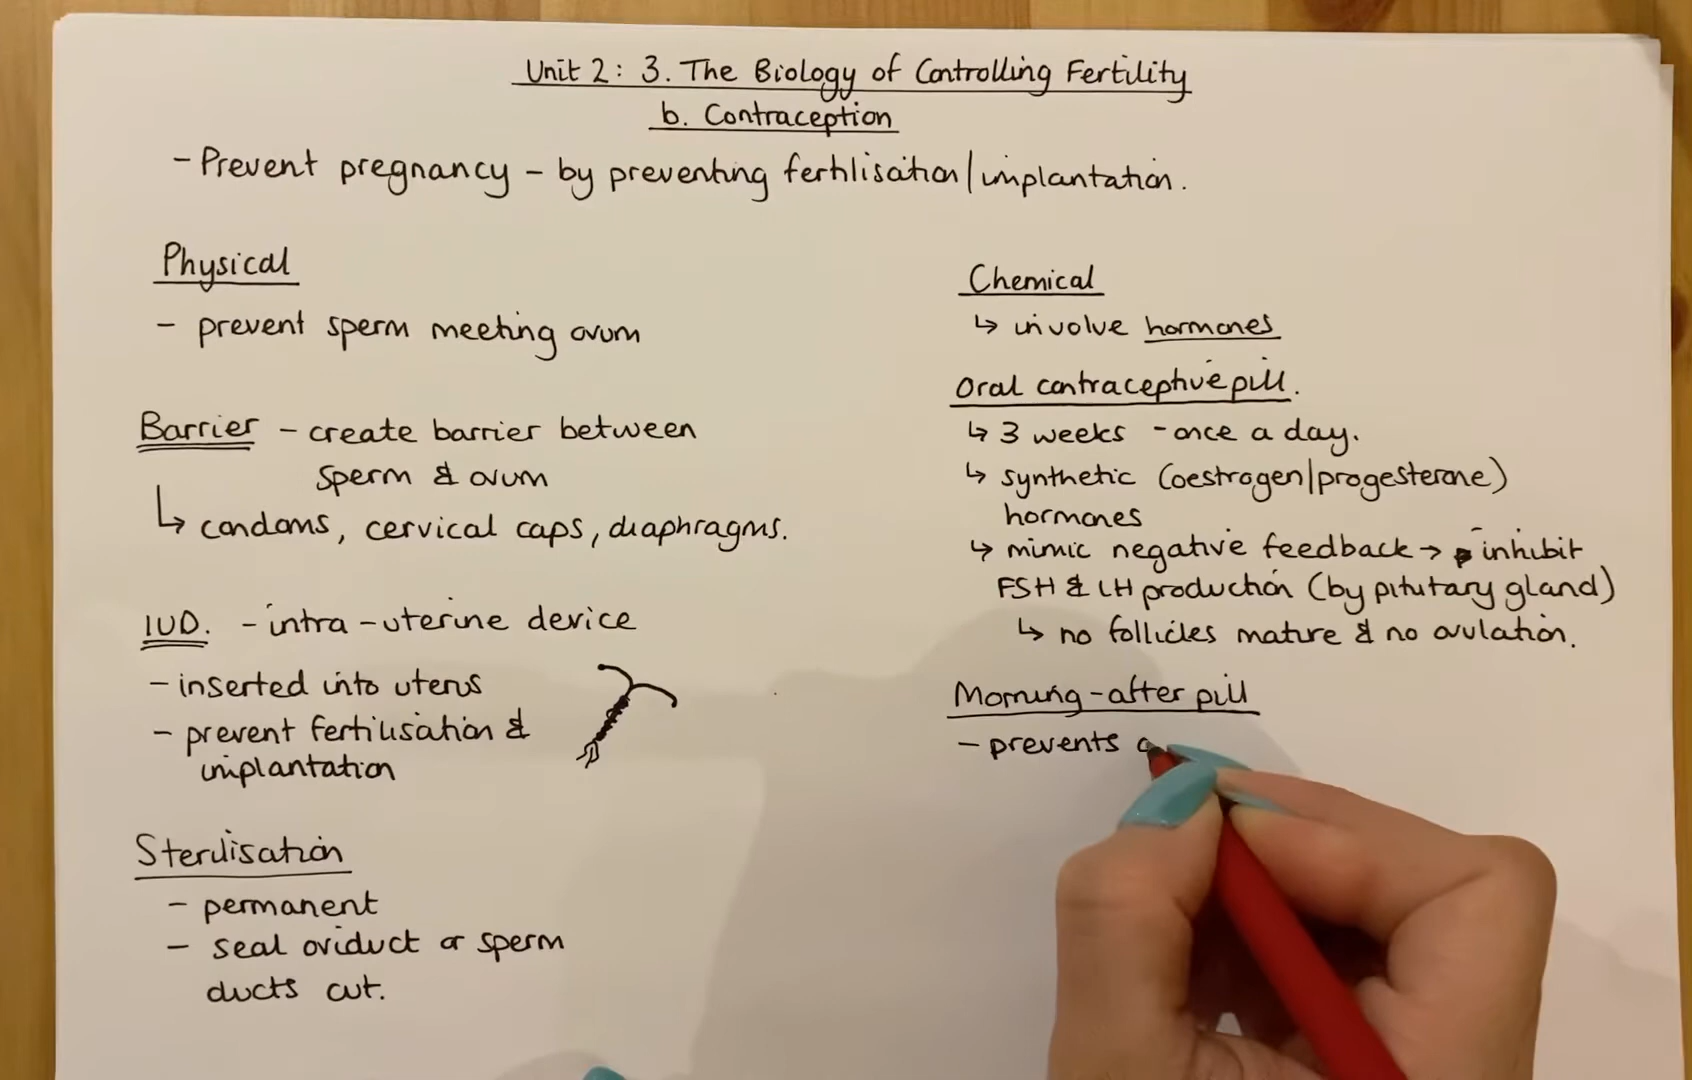 Unit 2: 3. The Biology of Controlling Fertility
b. Contraception
- Prevent pregnancy - by preventing fertilisation/implantation.
Physical
- prevent sperm meeting ovum
Barrier - create barrier between
sperm & ovum
↳ condoms, cervical caps, diaphragms.
IUD. - intra-uterine device
- inserted into uterus
- prevent fertilisation &
implantation
Sterilisation
- permanent
- seal oviduct or sperm
ducts cut.
Chemical
↳ involve hormones
Oral contraceptive pill.
↳ 3 weeks - once a day.
↳ synthetic (oestrogen/progesterone)
hormones
↳ mimic negative feedback → inhibit
FSH & LH production (by pitutary gland)
↳ no follicles mature & no ovulation.
Morning-after pill
- prevents